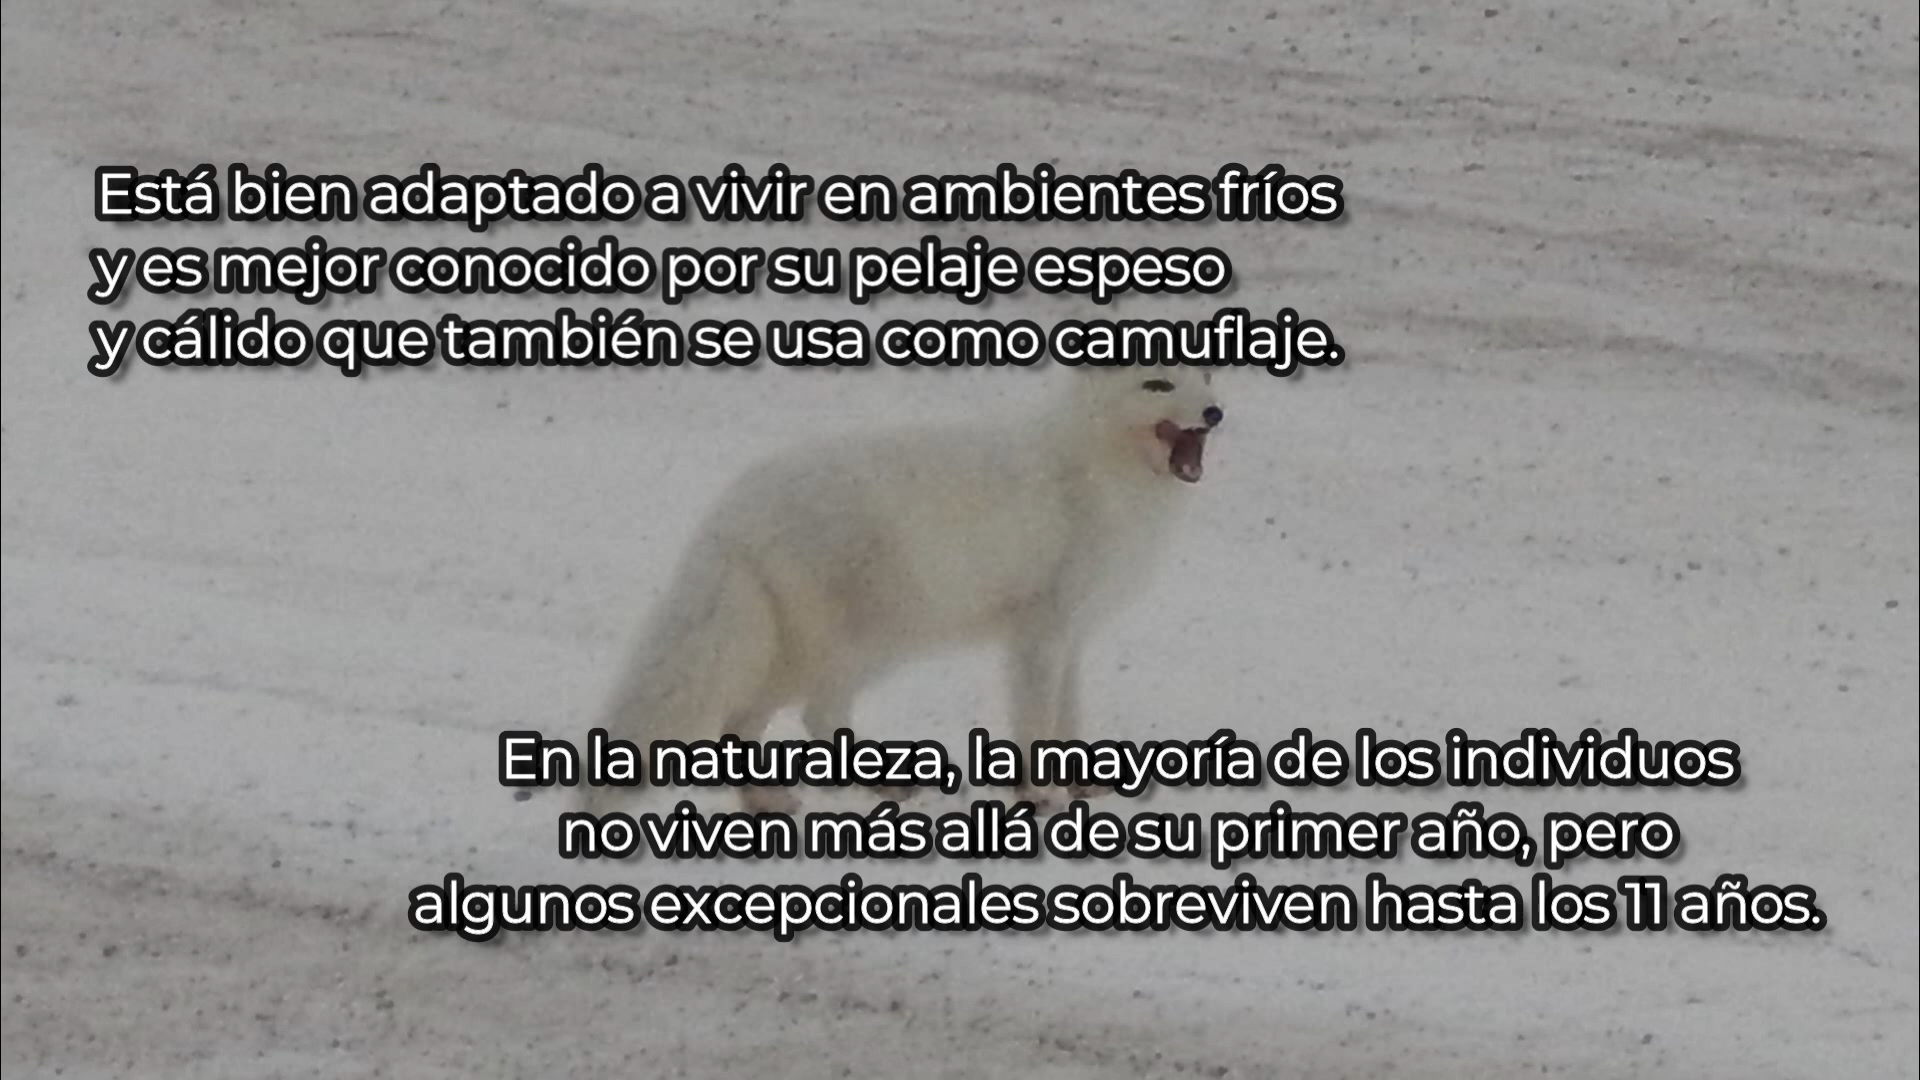 Está bien adaptado a vivir en ambientes fríos
y es mejor conocido por su pelaje espeso
y cálido que también se usa como camuflaje.
En la naturaleza, la mayoría de los individuos
no viven más allá de su primer año, pero
algunos excepcionales sobreviven hasta los 11 años.